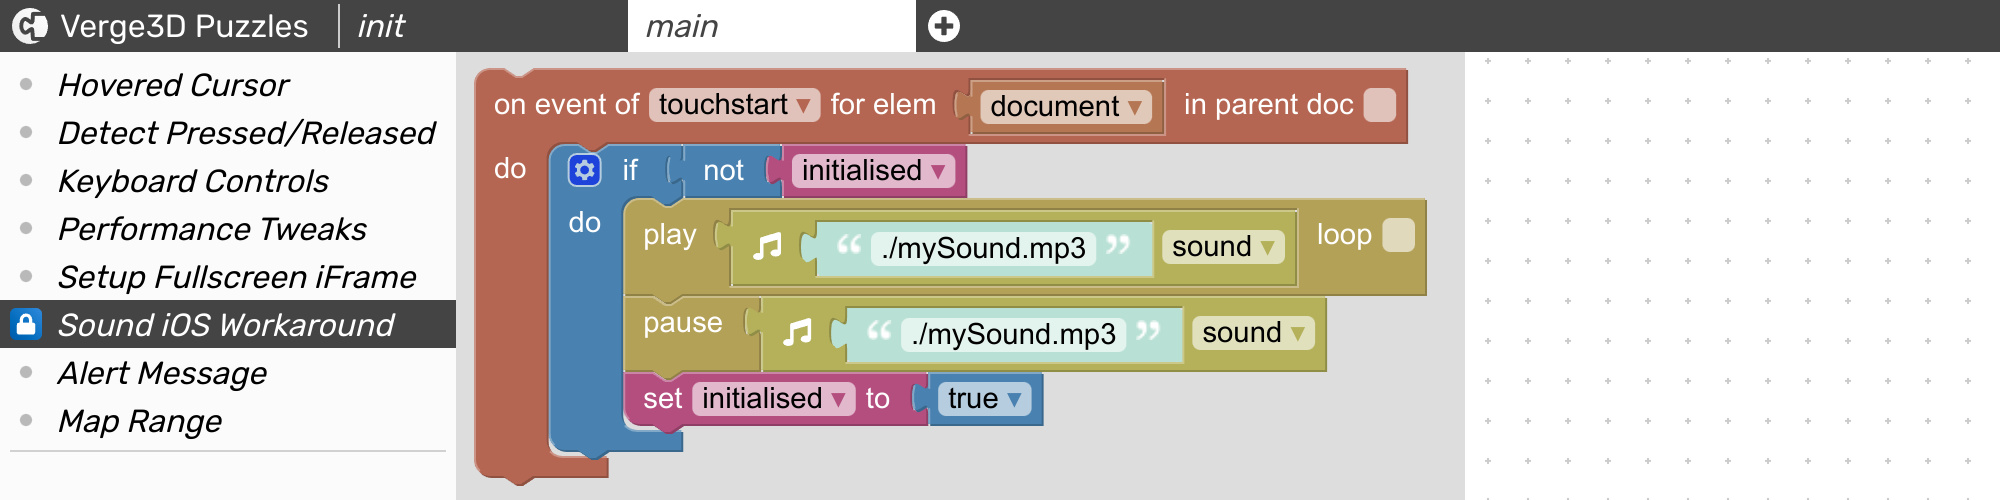 Verge3D Puzzles init main
Hovered Cursor
Detect Pressed/Released
Keyboard Controls
Performance Tweaks
Setup Fullscreen iFrame
Sound iOS Workaround
Alert Message
Map Range
on event of touchstart ▼ for elem document ▼ in parent doc
do if not initialised ▼
do play “ ./mySound.mp3 ” sound ▼ loop
pause “ ./mySound.mp3 ” sound ▼
set initialised ▼ to true ▼